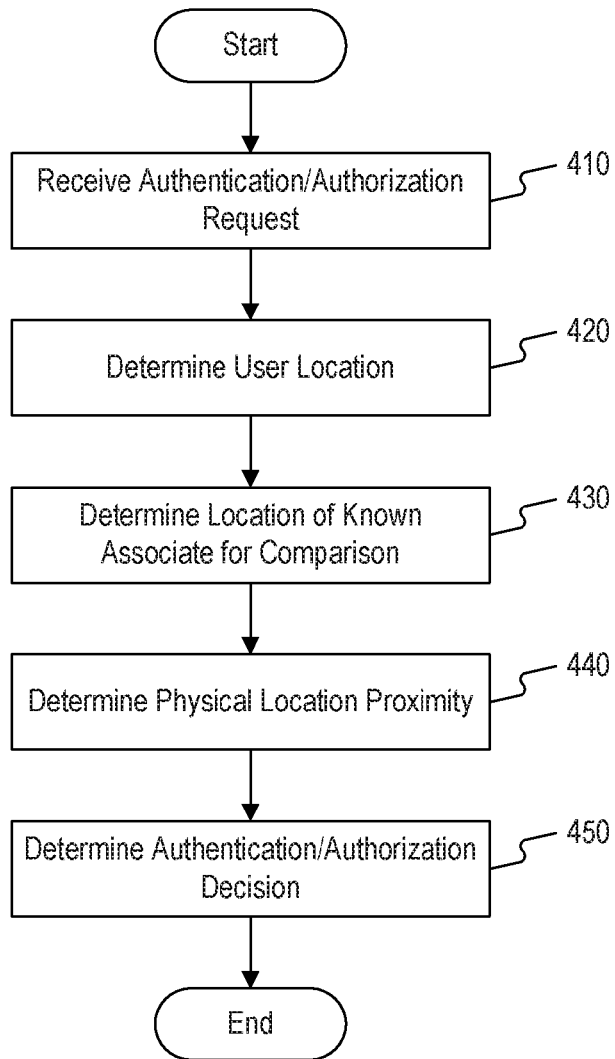 Start
Receive Authentication/Authorization
Request
410
Determine User Location
420
Determine Location of Known
Associate for Comparison
430
Determine Physical Location Proximity
440
Determine Authentication/Authorization
Decision
450
End